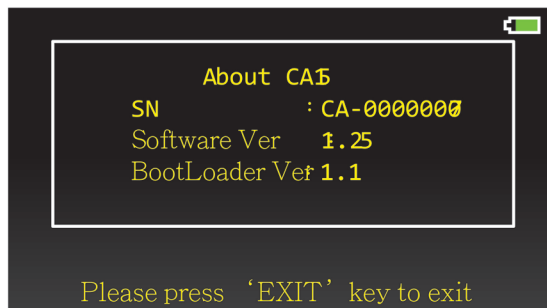 About CA15
SN : CA-0000007
Software Ver : 1.25
BootLoader Ver : 1.1
Please press 'EXIT' key to exit